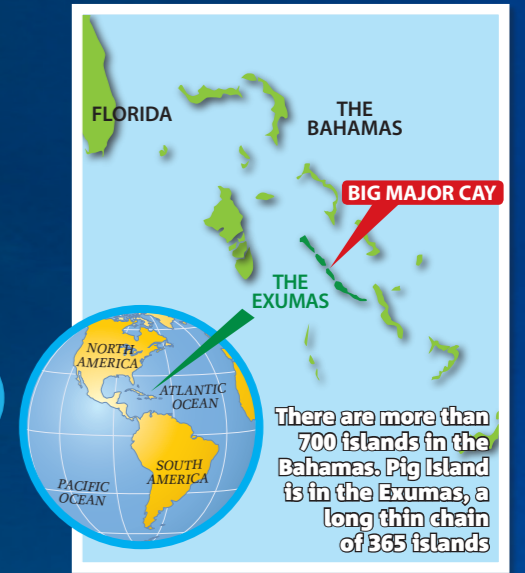 FLORIDA
THE
BAHAMAS
BIG MAJOR CAY
THE
EXUMAS
NORTH
AMERICA
ATLANTIC
OCEAN
SOUTH
AMERICA
PACIFIC
OCEAN
There are more than
700 islands in the
Bahamas. Pig Island
is in the Exumas, a
long thin chain
of 365 islands